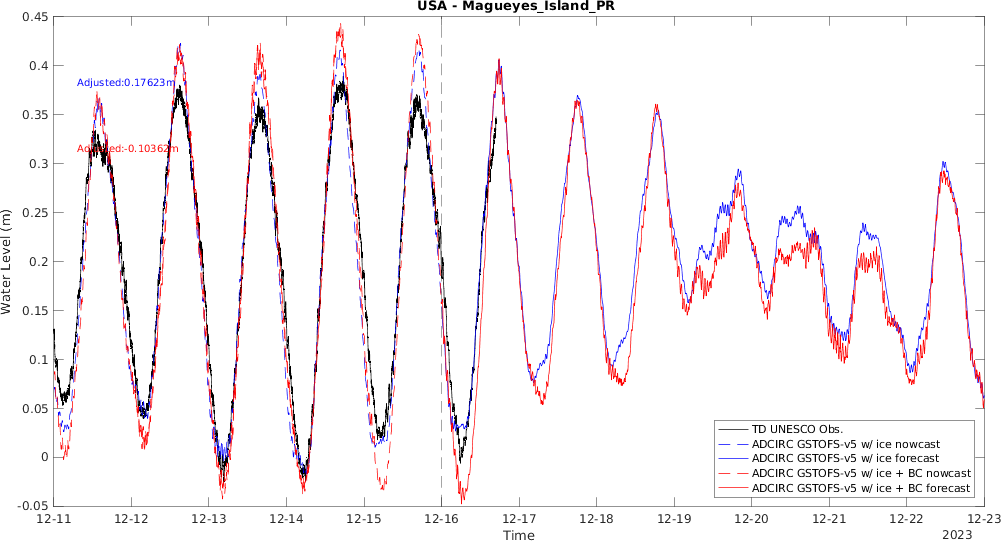 USA - Magueyes_Island_PR
0.45
0.4
0.35
0.3
0.25
0.2
0.15
0.1
0.05
0
-0.05
Water Level (m)
Adjusted:0.17623m
Adjusted:-0.10362m
TD UNESCO Obs.
ADCIRC GSTOFS-v5 w/ ice nowcast
ADCIRC GSTOFS-v5 w/ ice forecast
ADCIRC GSTOFS-v5 w/ ice + BC nowcast
ADCIRC GSTOFS-v5 w/ ice + BC forecast
12-11 12-12 12-13 12-14 12-15 12-16 12-17 12-18 12-19 12-20 12-21 12-22 12-23
Time
2023